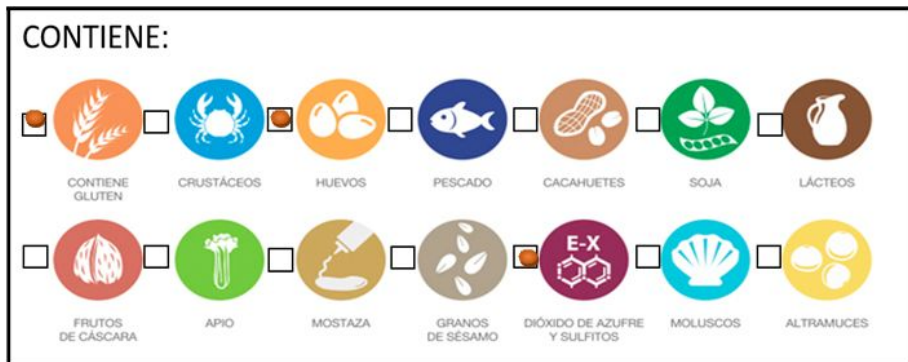 CONTIENE:
CONTIENE
GLUTEN
CRUSTÁCEOS
HUEVOS
PESCADO
CACAHUETES
SOJA
LÁCTEOS
E-X
FRUTOS
DE CÁSCARA
APIO
MOSTAZA
GRANOS
DE SÉSAMO
DIÓXIDO DE AZUFRE
Y SULFITOS
MOLUSCOS
ALTRAMUCES